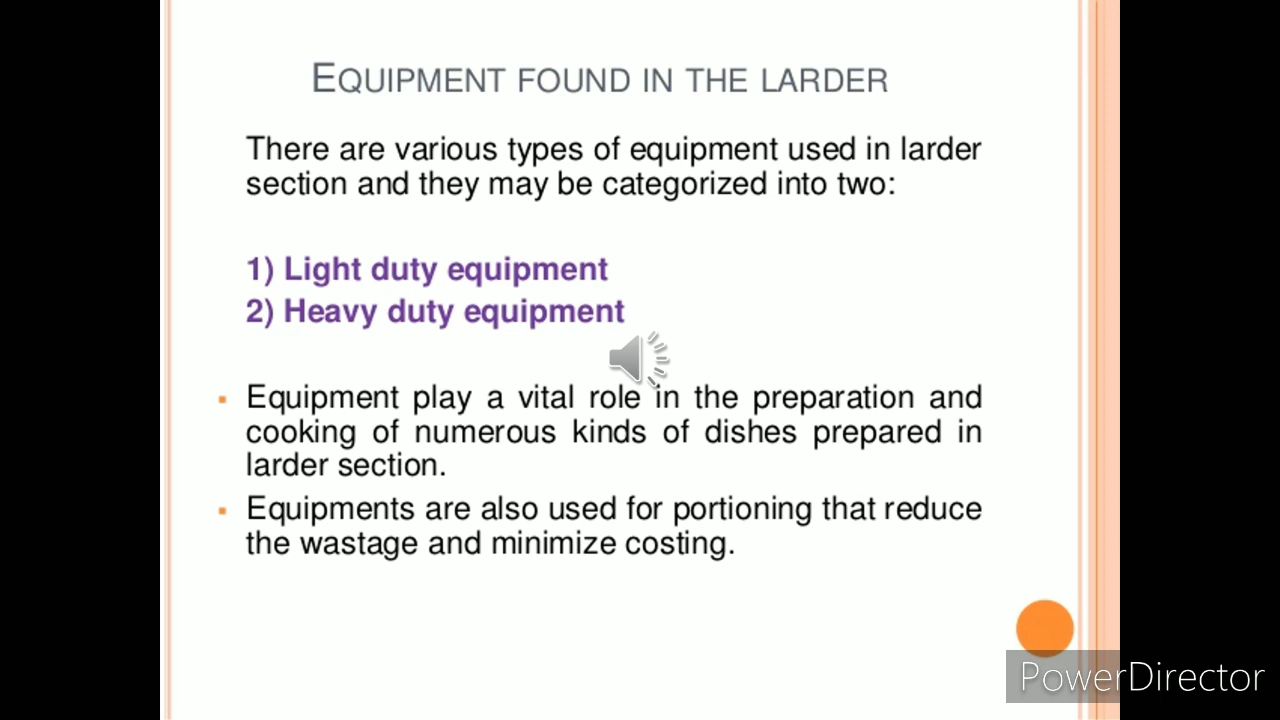 EQUIPMENT FOUND IN THE LARDER
There are various types of equipment used in larder
section and they may be categorized into two:
1) Light duty equipment
2) Heavy duty equipment
▪ Equipment play a vital role in the preparation and
cooking of numerous kinds of dishes prepared in
larder section.
▪ Equipments are also used for portioning that reduce
the wastage and minimize costing.
PowerDirector